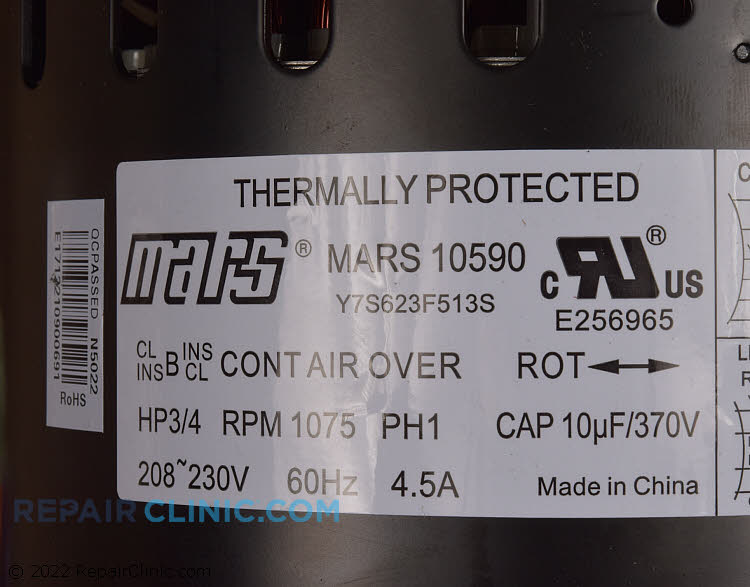 THERMALLY PROTECTED
mars® MARS 10590
Y7S623F513S
c RU® US
E256965
CL INS B INS CL CONT AIR OVER ROT
HP3/4 RPM 1075 PH1 CAP 10µF/370V
208~230V 60Hz 4.5A Made in China
QCPASSED N5022
RoHS
REPAIRCLINIC.COM
© 2022 RepairClinic.com